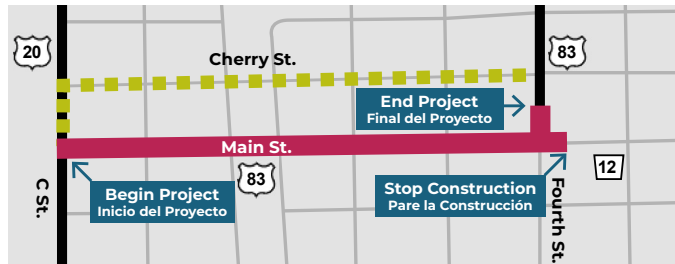 20
Cherry St.
83
End Project
Final del Proyecto
Main St.
83
12
Begin Project
Inicio del Proyecto
Stop Construction
Pare la Construcción
C St.
Fourth St.